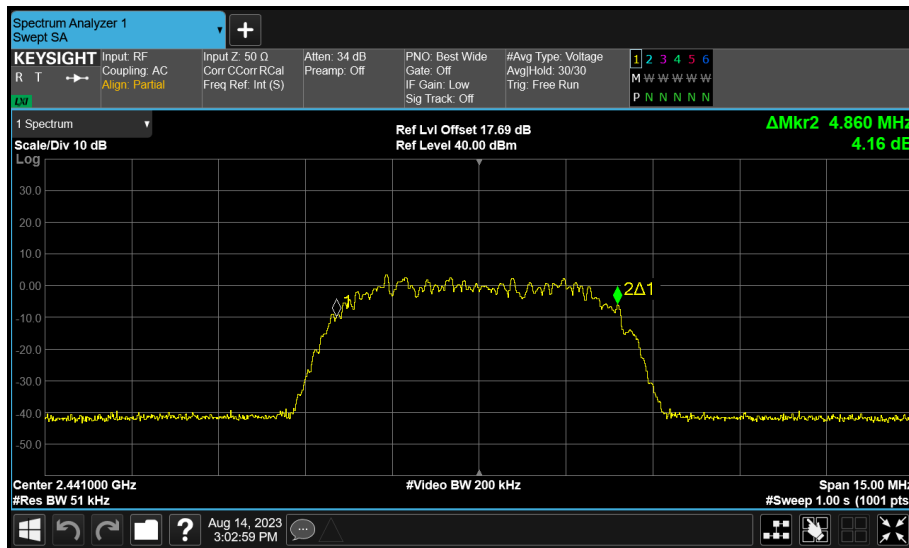 Spectrum Analyzer 1
Swept SA
+
KEYSIGHT
R T
LXI
Input: RF
Coupling: AC
Align: Partial
Input Z: 50 Ω
Corr CCorr RCal
Freq Ref: Int (S)
Atten: 34 dB
Preamp: Off
PNO: Best Wide
Gate: Off
IF Gain: Low
Sig Track: Off
#Avg Type: Voltage
Avg|Hold: 30/30
Trig: Free Run
1 2 3 4 5 6
M W W W W W
P N N N N N
1 Spectrum
Scale/Div 10 dB
Ref Lvl Offset 17.69 dB
Ref Level 40.00 dBm
ΔMkr2 4.860 MHz
4.16 dB
Log
30.0
20.0
10.0
0.00
-10.0
-20.0
-30.0
-40.0
-50.0
1
2Δ1
Center 2.441000 GHz
#Res BW 51 kHz
#Video BW 200 kHz
Span 15.00 MHz
#Sweep 1.00 s (1001 pts
?
Aug 14, 2023
3:02:59 PM